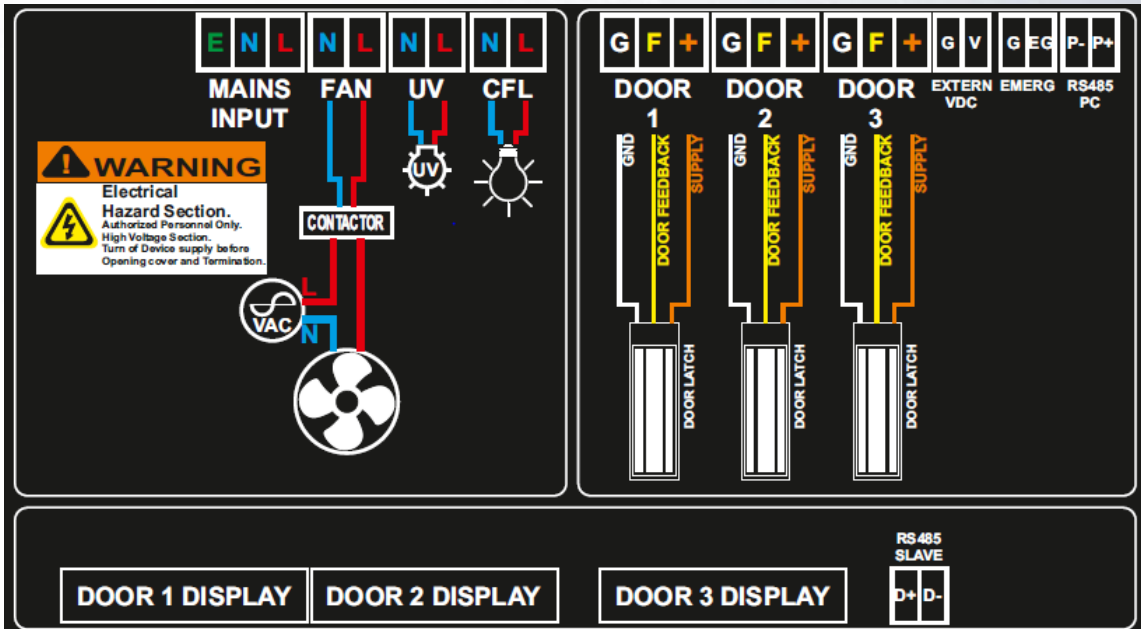 E N L N L N L N L
MAINS INPUT
FAN
UV
CFL
WARNING
Electrical
Hazard Section.
Authorized Personnel Only.
High Voltage Section.
Turn of Device supply before
Opening cover and Termination.
UV
CONTACTOR
L
VAC
N
G F + G F + G F + G V G EG P- P+
DOOR
1
DOOR
2
DOOR
3
EXTERN
VDC
EMERG
RS485
PC
GND
DOOR FEEDBACK
SUPPLY
DOOR LATCH
GND
DOOR FEEDBACK
SUPPLY
DOOR LATCH
GND
DOOR FEEDBACK
SUPPLY
DOOR LATCH
DOOR 1 DISPLAY
DOOR 2 DISPLAY
DOOR 3 DISPLAY
RS485
SLAVE
D+ D-